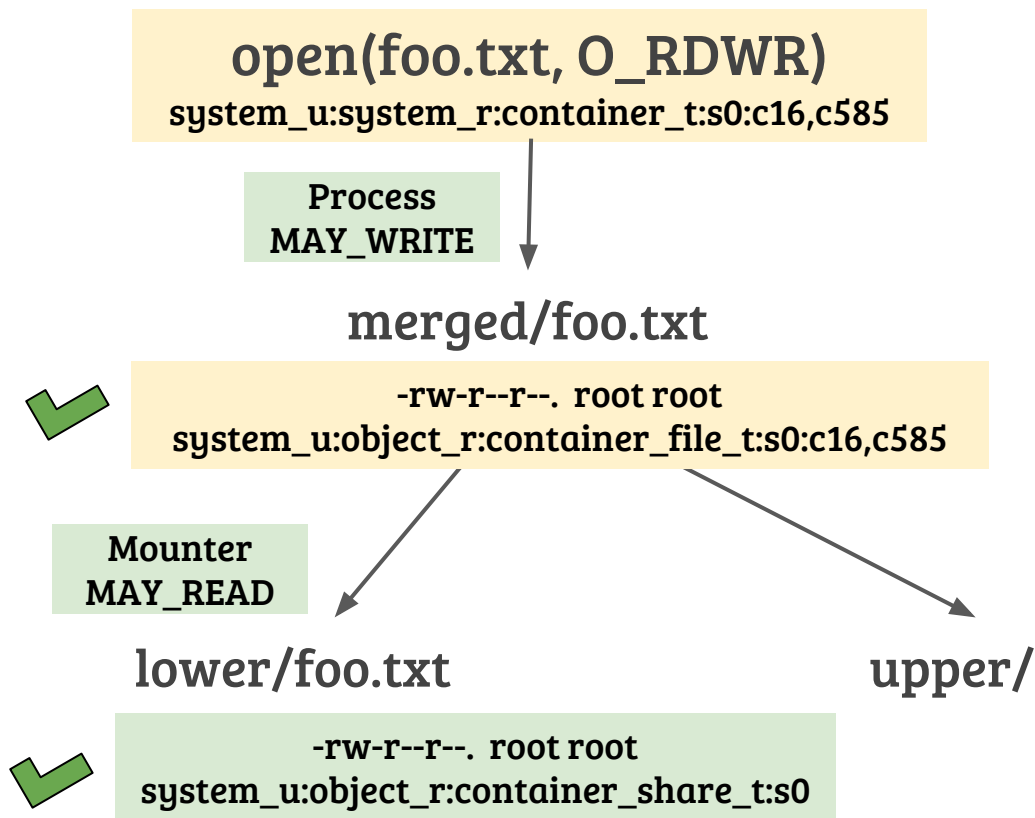 open(foo.txt, O_RDWR)
system_u:system_r:container_t:s0:c16,c585
Process
MAY_WRITE
merged/foo.txt
-rw-r--r--. root root
system_u:object_r:container_file_t:s0:c16,c585
Mounter
MAY_READ
lower/foo.txt
upper/
-rw-r--r--. root root
system_u:object_r:container_share_t:s0